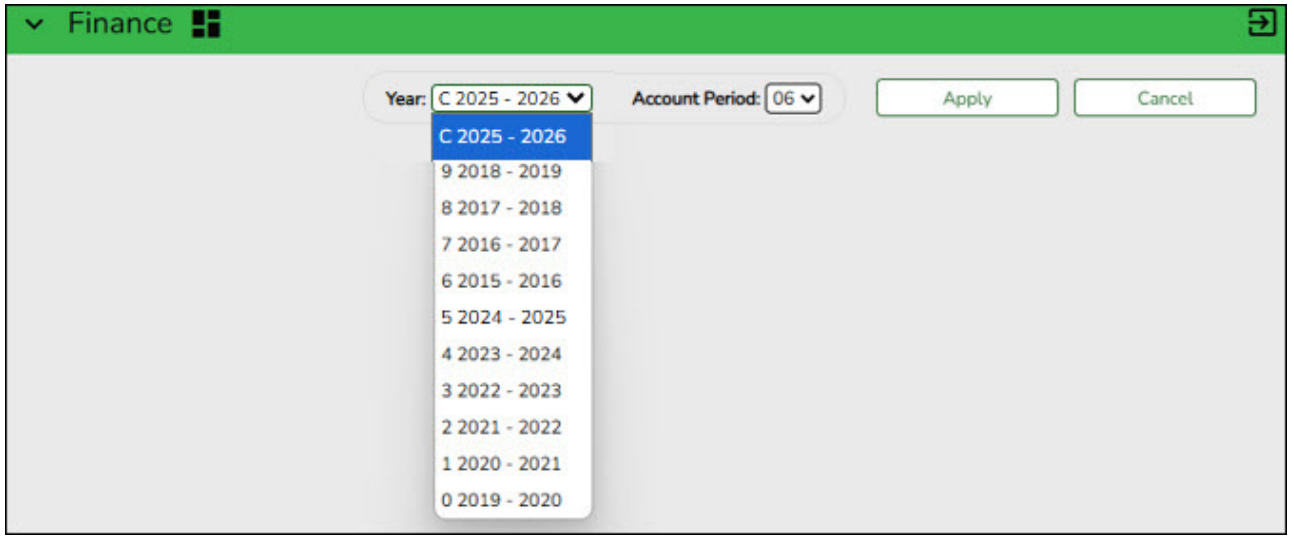 Finance
Year: C 2025 - 2026 Account Period: 06 Apply Cancel
C 2025 - 2026
9 2018 - 2019
8 2017 - 2018
7 2016 - 2017
6 2015 - 2016
5 2024 - 2025
4 2023 - 2024
3 2022 - 2023
2 2021 - 2022
1 2020 - 2021
0 2019 - 2020